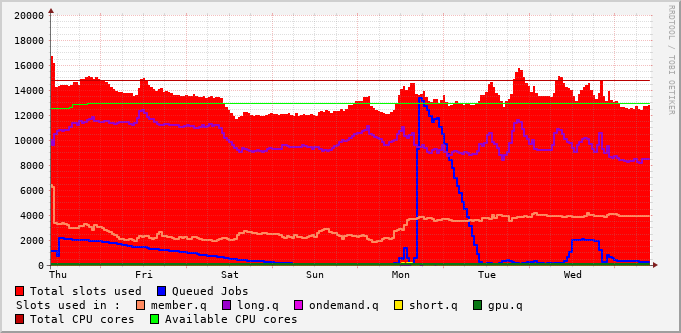 20000
18000
16000
14000
12000
10000
8000
6000
4000
2000
0
Thu Fri Sat Sun Mon Tue Wed
RRDTOOL / TOBI OETIKER
Total slots used Queued Jobs
Slots used in : member.q long.q ondemand.q short.q gpu.q
Total CPU cores Available CPU cores